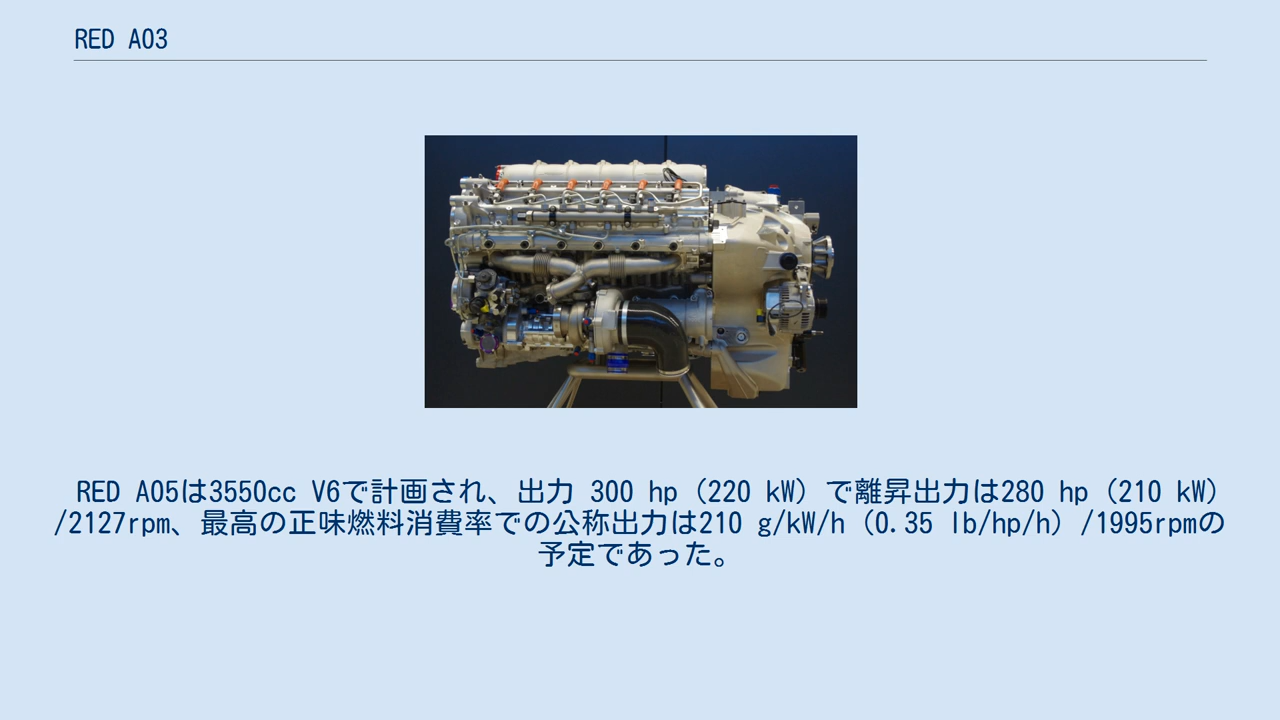 RED A03
RED A05は3550cc V6で計画され、出力 300 hp（220 kW）で離昇出力は280 hp（210 kW）
/2127rpm、最高の正味燃料消費率での公称出力は210 g/kW/h（0.35 lb/hp/h）/1995rpmの
予定であった。